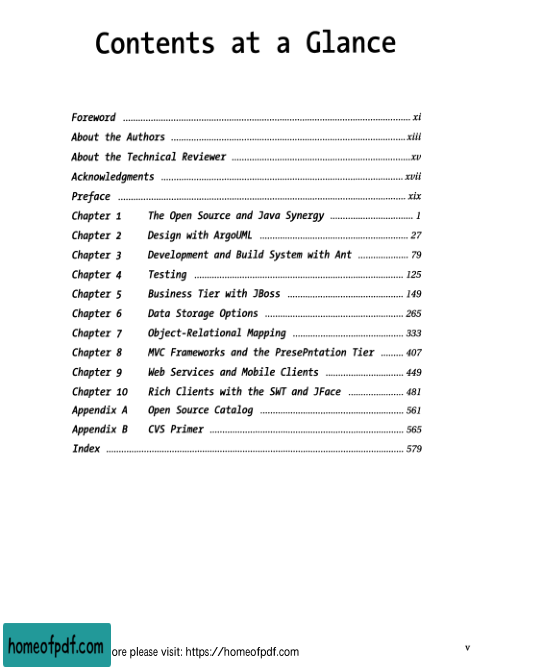 Contents at a Glance
Foreword ........ xi
About the Authors ........ xiii
About the Technical Reviewer ........ xv
Acknowledgments ........ xvii
Preface ........ xix
Chapter 1 The Open Source and Java Synergy ........ 1
Chapter 2 Design with ArgoUML ........ 27
Chapter 3 Development and Build System with Ant ........ 79
Chapter 4 Testing ........ 125
Chapter 5 Business Tier with JBoss ........ 149
Chapter 6 Data Storage Options ........ 265
Chapter 7 Object-Relational Mapping ........ 333
Chapter 8 MVC Frameworks and the PresePntation Tier ........ 407
Chapter 9 Web Services and Mobile Clients ........ 449
Chapter 10 Rich Clients with the SWT and JFace ........ 481
Appendix A Open Source Catalog ........ 561
Appendix B CVS Primer ........ 565
Index ........ 579
homeofpdf.com
ore please visit: https://homeofpdf.com
v